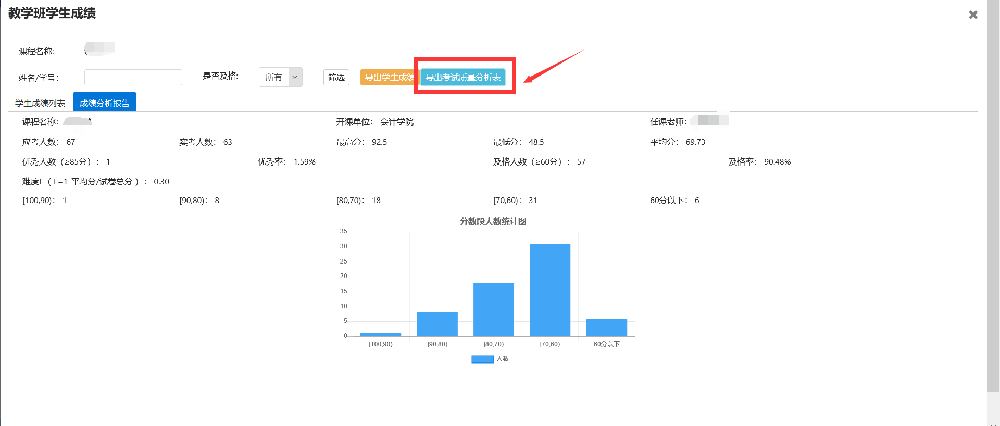 教学班学生成绩
课程名称:
姓名/学号：
是否及格:
所有
筛选
导出学生成绩
导出考试质量分析表
学生成绩列表
成绩分析报告
课程名称：
开课单位： 会计学院
任课老师：
应考人数： 67
实考人数： 63
最高分： 92.5
最低分： 48.5
平均分： 69.73
优秀人数（≥85分）： 1
优秀率： 1.59%
及格人数（≥60分）： 57
及格率： 90.48%
难度L（ L=1-平均分/试卷总分 ）： 0.30
[100,90)： 1
[90,80)： 8
[80,70)： 18
[70,60)： 31
60分以下： 6
分数段人数统计图
35
30
25
20
15
10
5
0
[100,90)
[90,80)
[80,70)
[70,60)
60分以下
人数